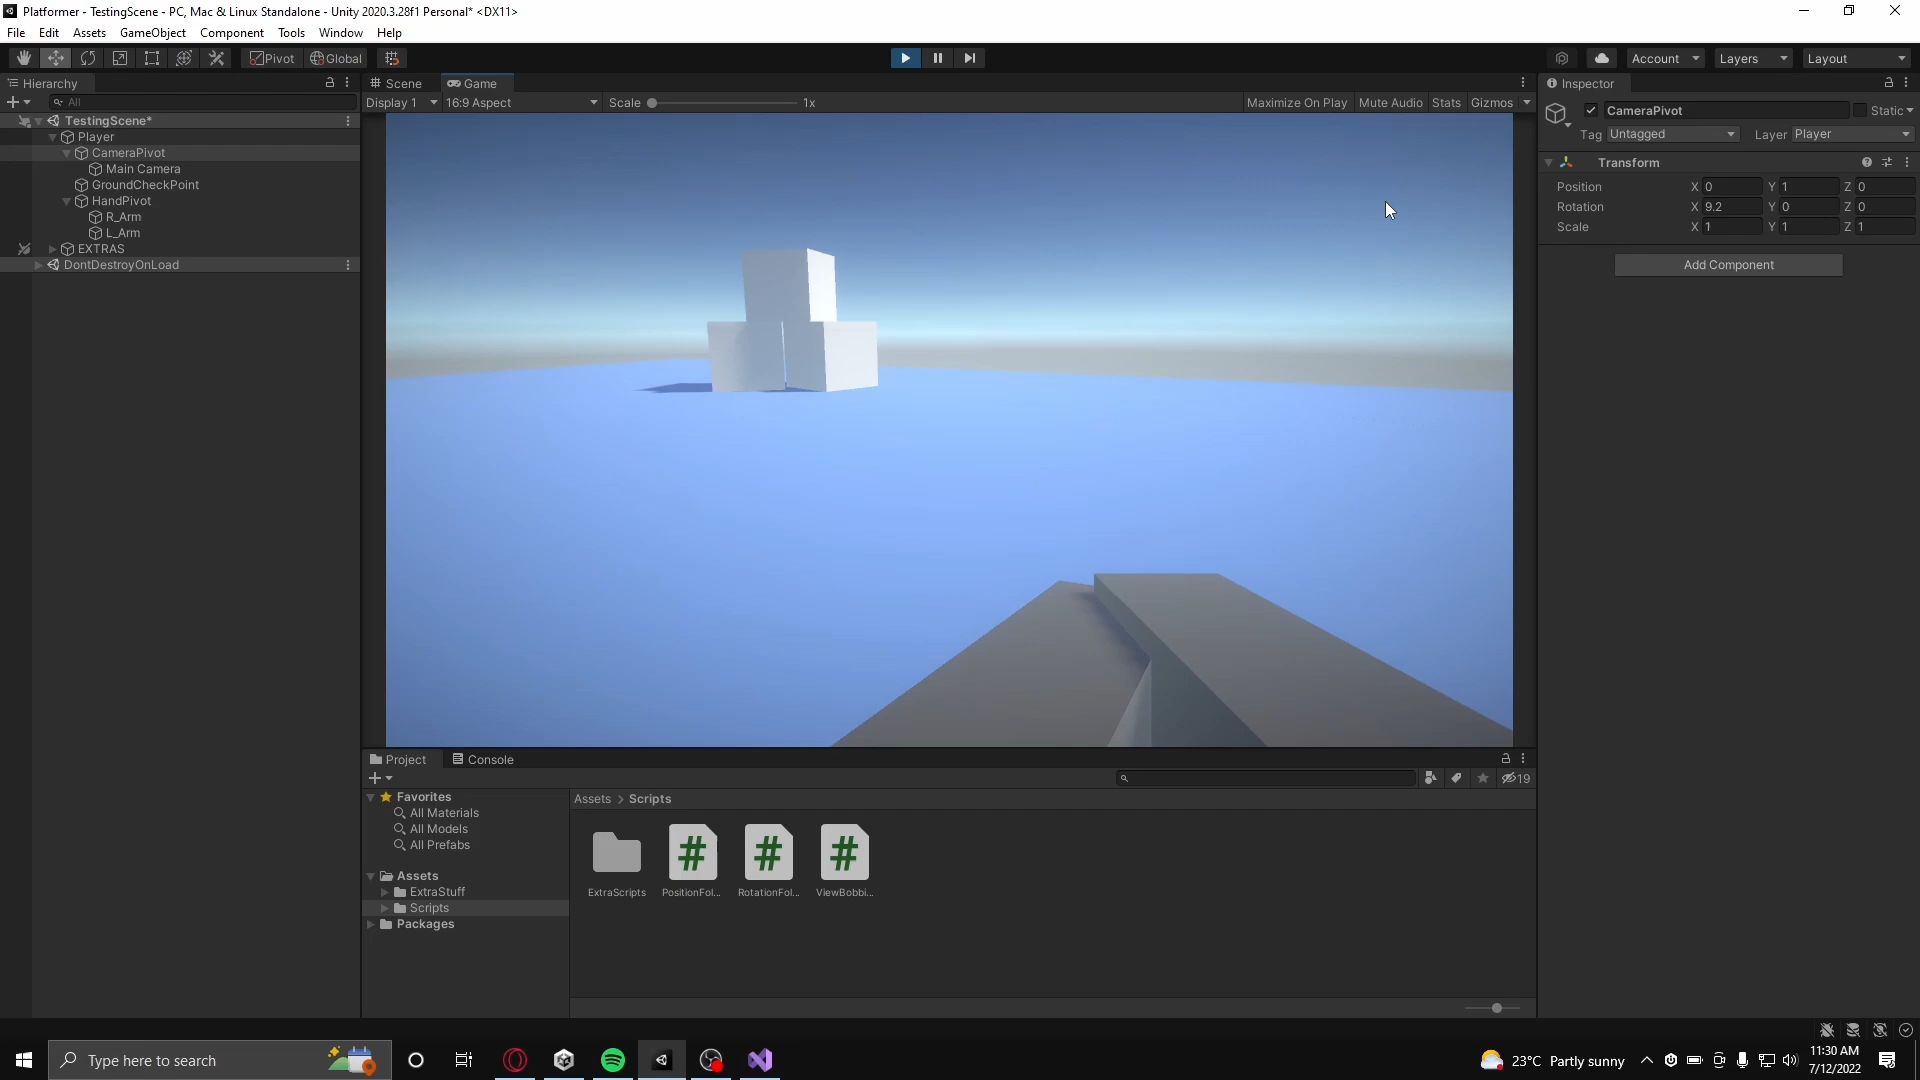 Platformer - TestingScene - PC, Mac & Linux Standalone - Unity 2020.3.28f1 Personal* <DX11>
File Edit Assets GameObject Component Tools Window Help
Pivot Global Account Layers Layout
Hierarchy
All
TestingScene*
Player
CameraPivot
Main Camera
GroundCheckPoint
HandPivot
R_Arm
L_Arm
EXTRAS
DontDestroyOnLoad
Scene Game
Display 1 16:9 Aspect Scale 1x Maximize On Play Mute Audio Stats Gizmos
Inspector
CameraPivot Static
Tag Untagged Layer Player
Transform
Position X 0 Y 1 Z 0
Rotation X 9.2 Y 0 Z 0
Scale X 1 Y 1 Z 1
Add Component
Project Console
19
Favorites
All Materials
All Models
All Prefabs
Assets
ExtraStuff
Scripts
Packages
Assets > Scripts
ExtraScripts PositionFol... RotationFol... ViewBobbi...
Type here to search
23°C Partly sunny
11:30 AM
7/12/2022